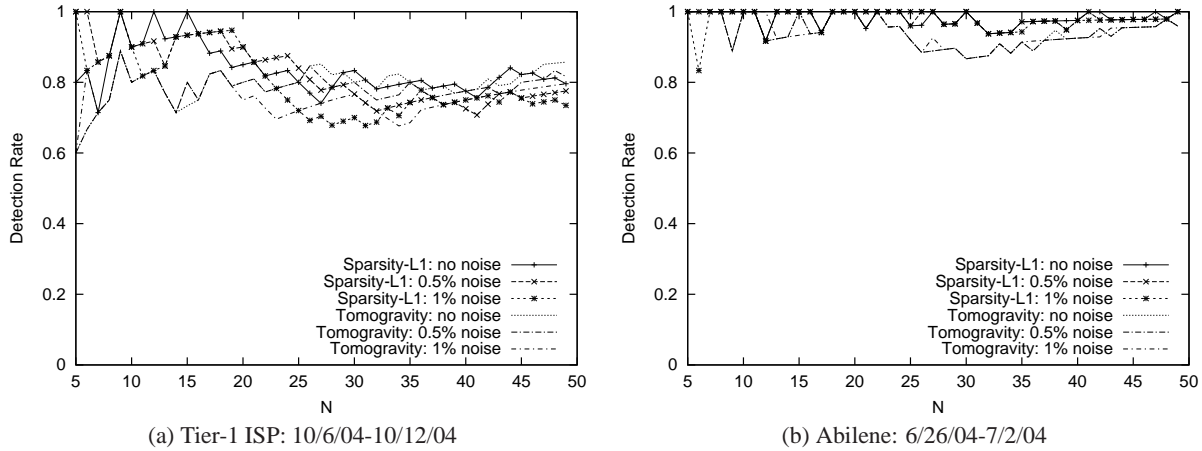 1
0.8
0.6
0.4
0.2
0
Detection Rate
5 10 15 20 25 30 35 40 45 50
N
Sparsity-L1: no noise
Sparsity-L1: 0.5% noise
Sparsity-L1: 1% noise
Tomogravity: no noise
Tomogravity: 0.5% noise
Tomogravity: 1% noise
(a) Tier-1 ISP: 10/6/04-10/12/04
1
0.8
0.6
0.4
0.2
0
Detection Rate
5 10 15 20 25 30 35 40 45 50
N
Sparsity-L1: no noise
Sparsity-L1: 0.5% noise
Sparsity-L1: 1% noise
Tomogravity: no noise
Tomogravity: 0.5% noise
Tomogravity: 1% noise
(b) Abilene: 6/26/04-7/2/04